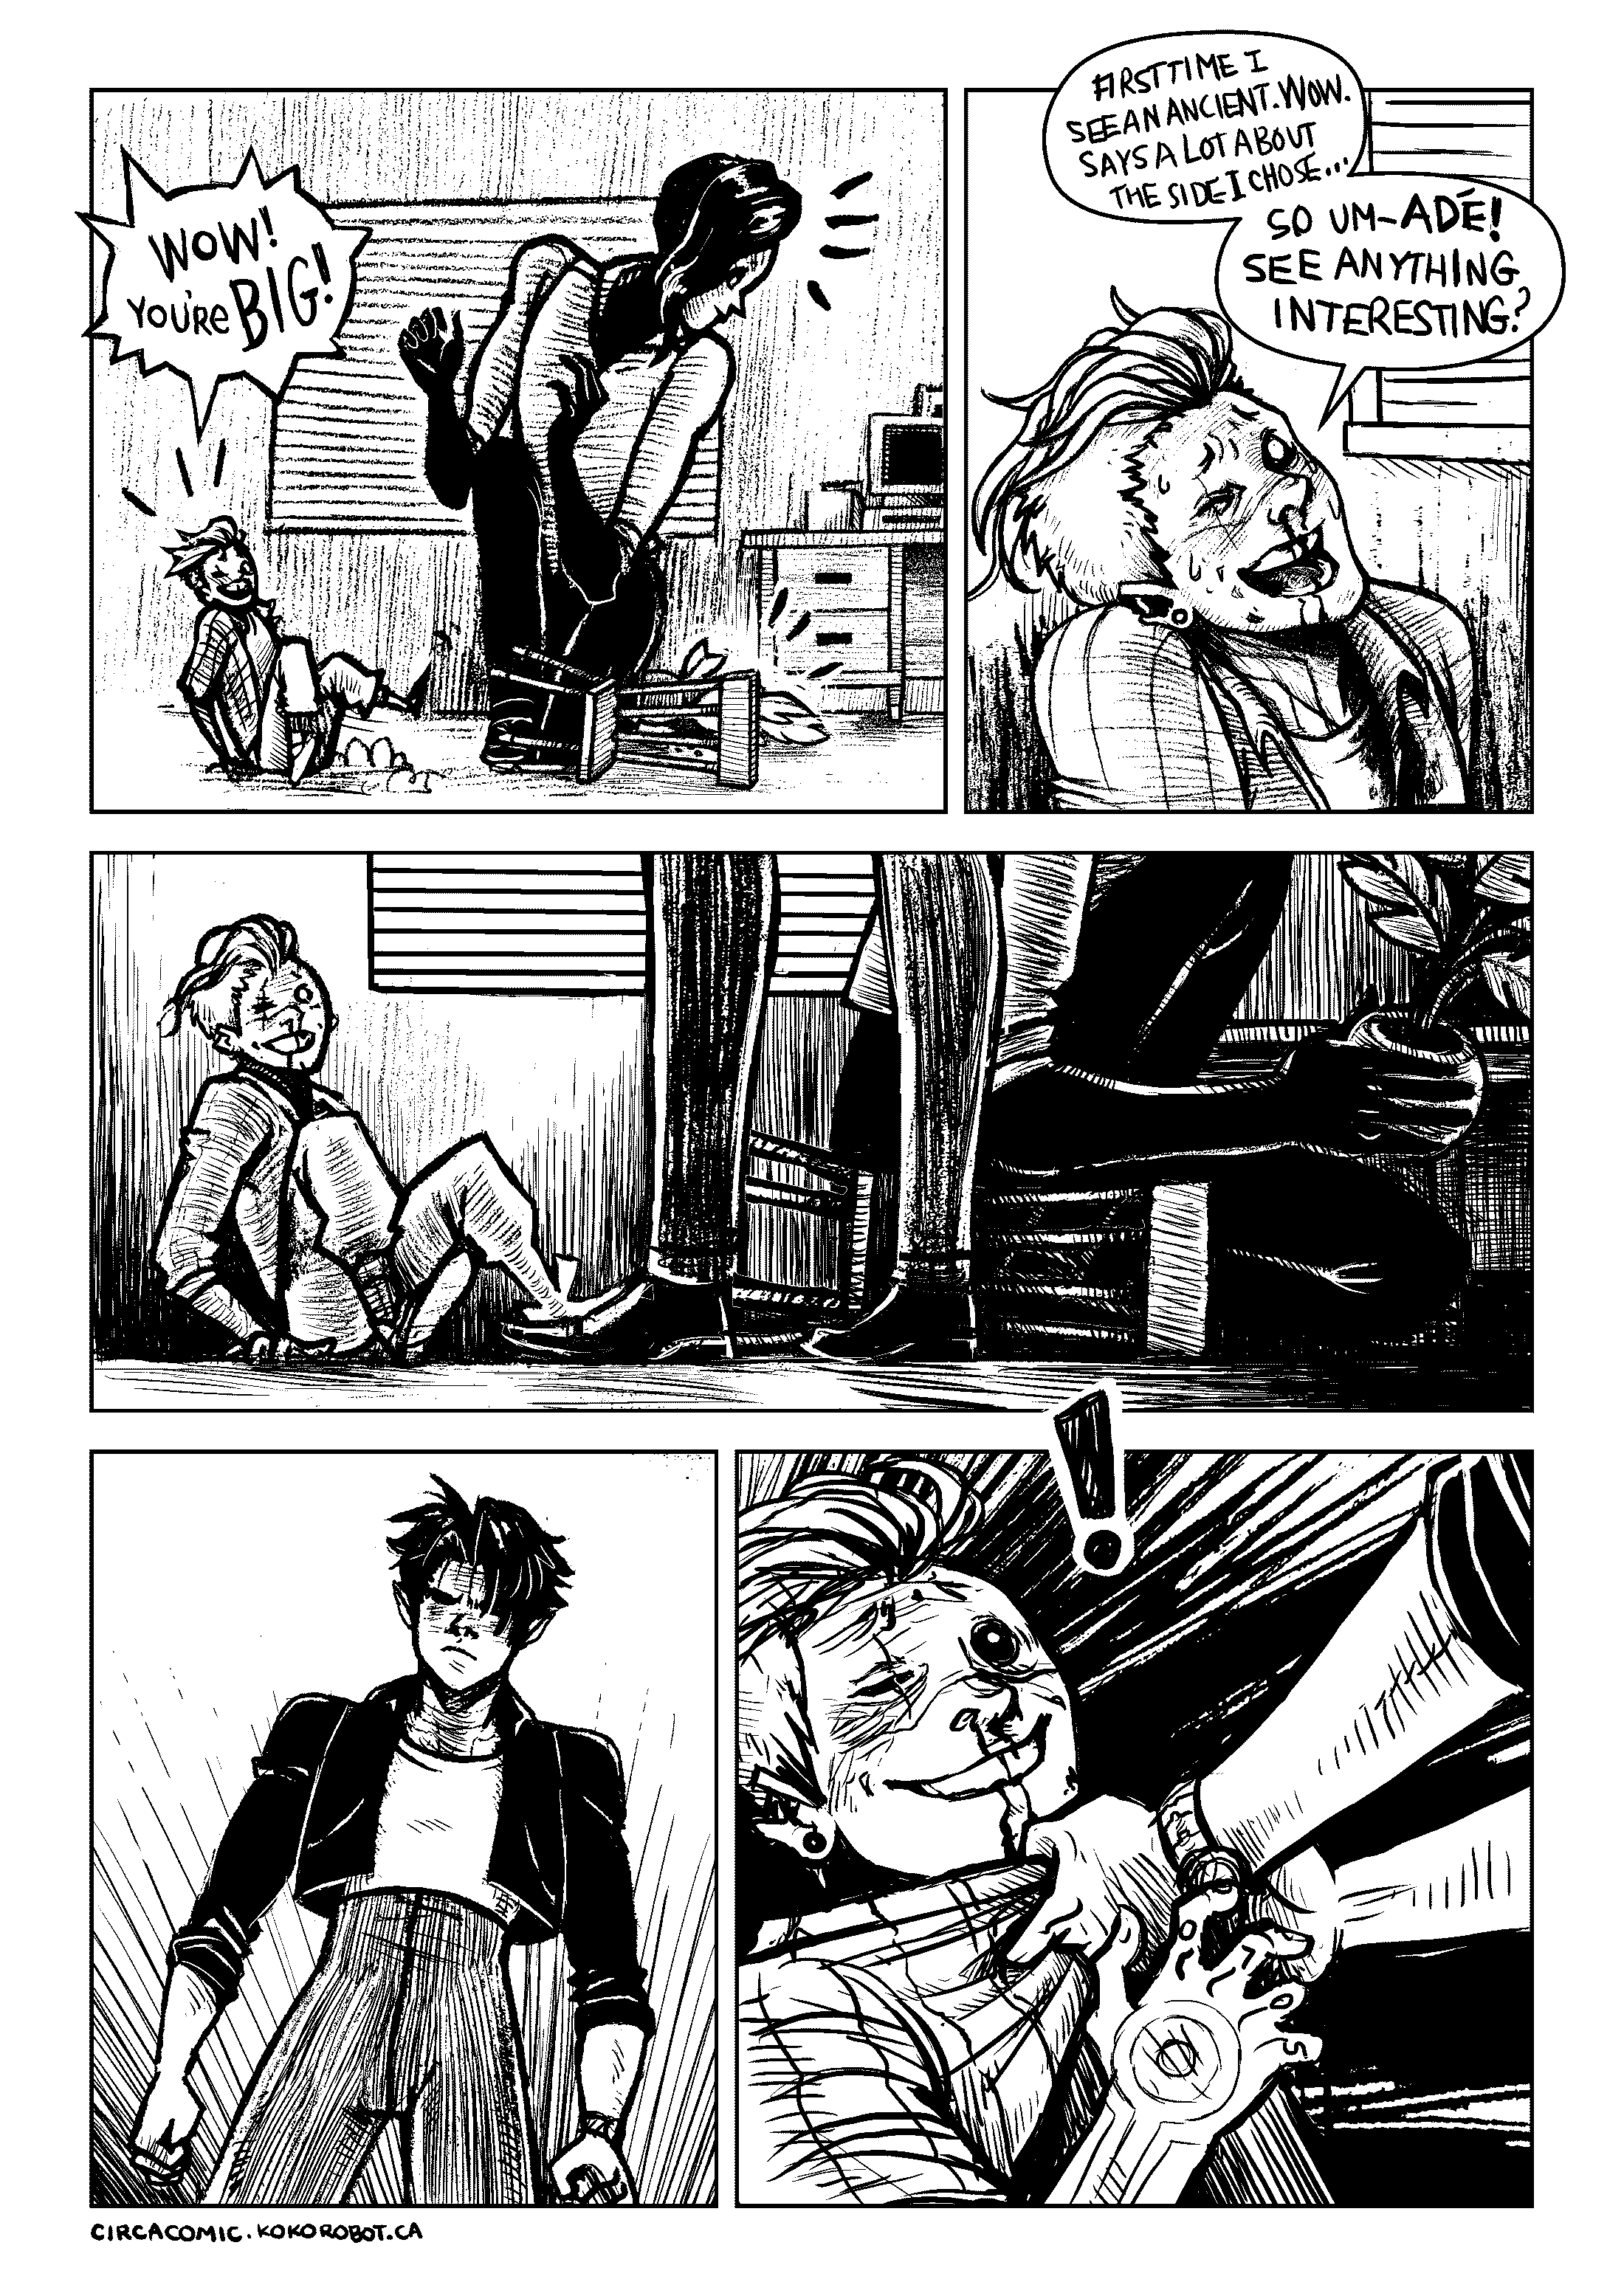 WOW!
YOU'RE BIG!
FIRST TIME I
SEE AN ANCIENT. WOW.
SAYS A LOT ABOUT
THE SIDE I CHOSE...
SO UM-ADÉ!
SEE ANYTHING
INTERESTING?
!
CIRCACOMIC.KOKOROBOT.CA